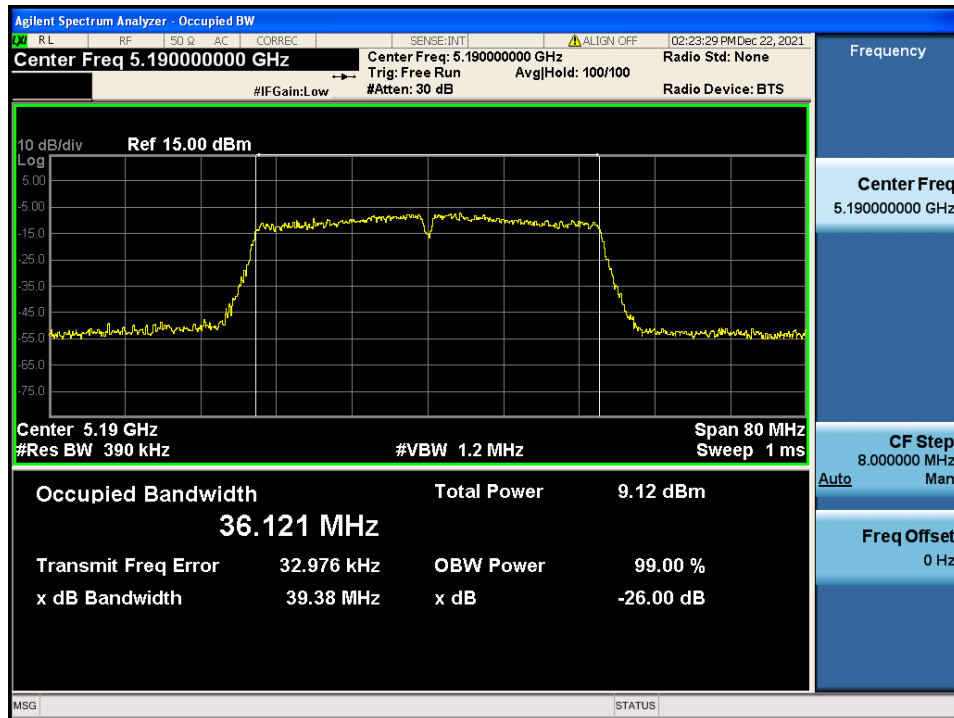 Agilent Spectrum Analyzer - Occupied BW
LXI RL RF 50 Ω AC CORREC SENSE:INT ALIGN OFF 02:23:29 PM Dec 22, 2021
Center Freq 5.190000000 GHz
Center Freq: 5.190000000 GHz
Radio Std: None
Trig: Free Run Avg|Hold: 100/100
#IFGain:Low
#Atten: 30 dB
Radio Device: BTS
10 dB/div Ref 15.00 dBm
Log
5.00
-5.00
-15.0
-25.0
-35.0
-45.0
-55.0
-65.0
-75.0
Center 5.19 GHz
Span 80 MHz
#Res BW 390 kHz
#VBW 1.2 MHz
Sweep 1 ms
Occupied Bandwidth
Total Power 9.12 dBm
36.121 MHz
Transmit Freq Error 32.976 kHz
OBW Power 99.00 %
x dB Bandwidth 39.38 MHz
x dB -26.00 dB
Frequency
Center Freq
5.190000000 GHz
CF Step
8.000000 MHz
Auto Man
Freq Offset
0 Hz
MSG
STATUS